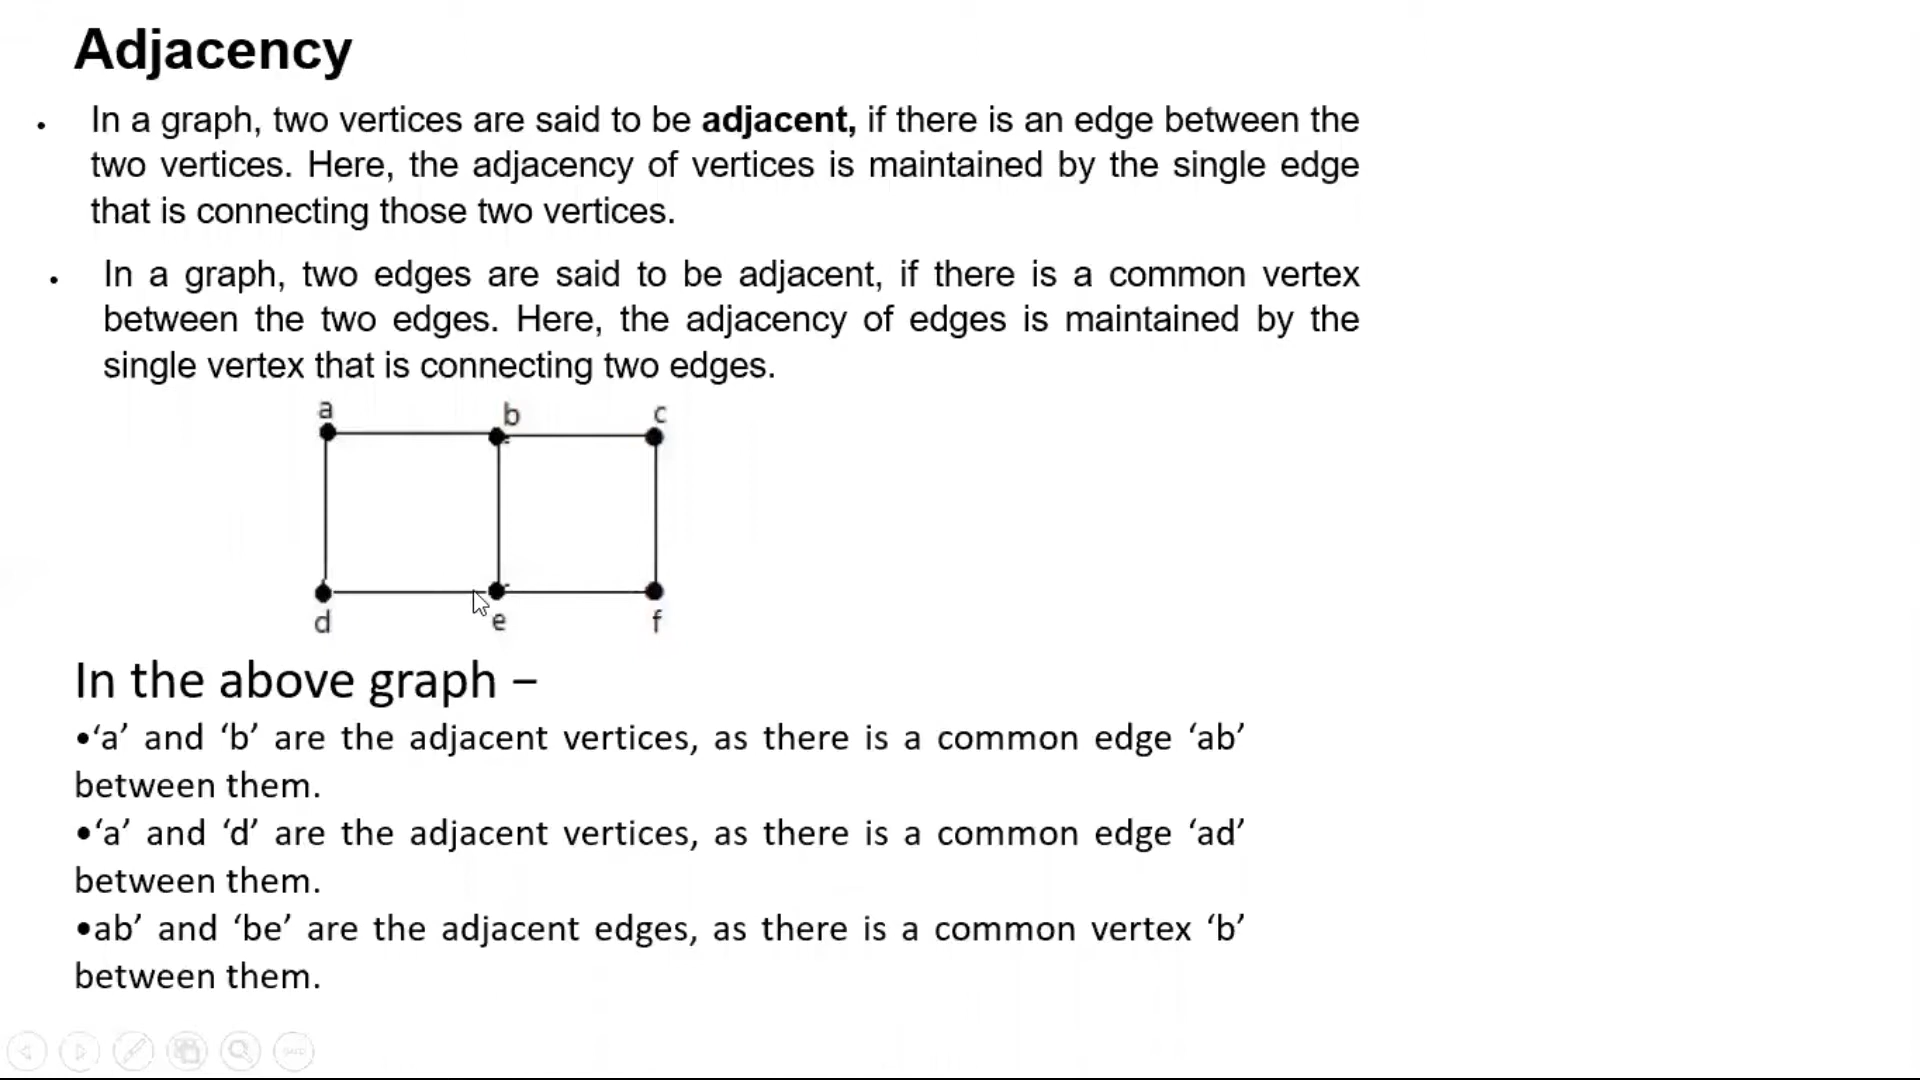 Adjacency
• In a graph, two vertices are said to be adjacent, if there is an edge between the
two vertices. Here, the adjacency of vertices is maintained by the single edge
that is connecting those two vertices.
• In a graph, two edges are said to be adjacent, if there is a common vertex
between the two edges. Here, the adjacency of edges is maintained by the
single vertex that is connecting two edges.
a b c
d e f
In the above graph –
•‘a’ and ‘b’ are the adjacent vertices, as there is a common edge ‘ab’
between them.
•‘a’ and ‘d’ are the adjacent vertices, as there is a common edge ‘ad’
between them.
•ab’ and ‘be’ are the adjacent edges, as there is a common vertex ‘b’
between them.